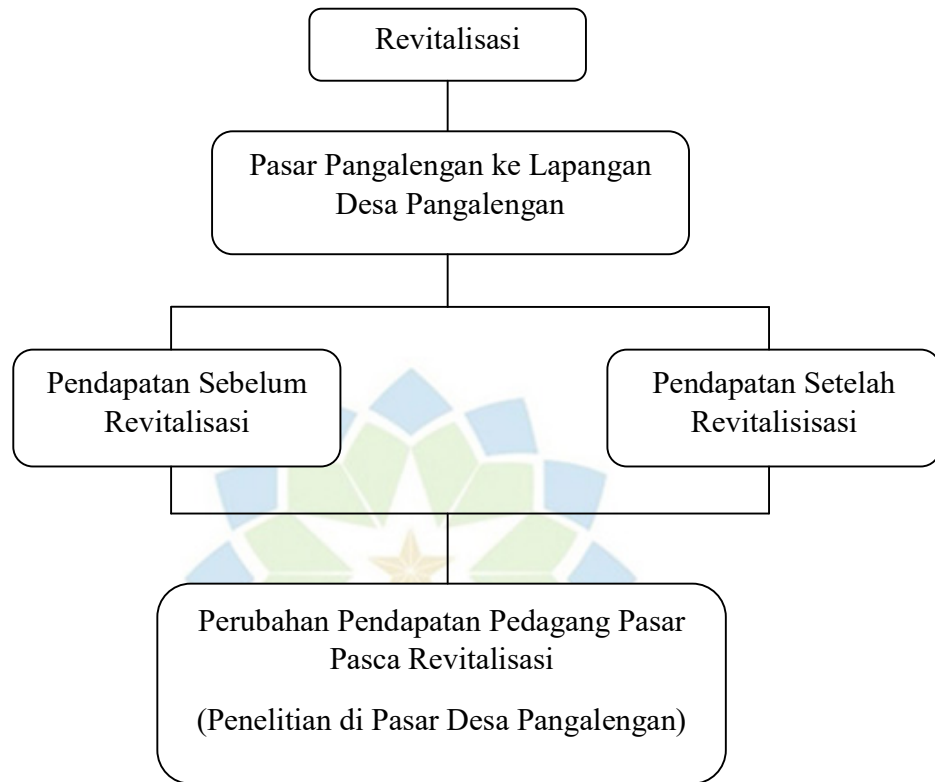 Revitalisasi
Pasar Pangalengan ke Lapangan
Desa Pangalengan
Pendapatan Sebelum
Revitalisasi
Pendapatan Setelah
Revitalisisasi
Perubahan Pendapatan Pedagang Pasar
Pasca Revitalisasi
(Penelitian di Pasar Desa Pangalengan)